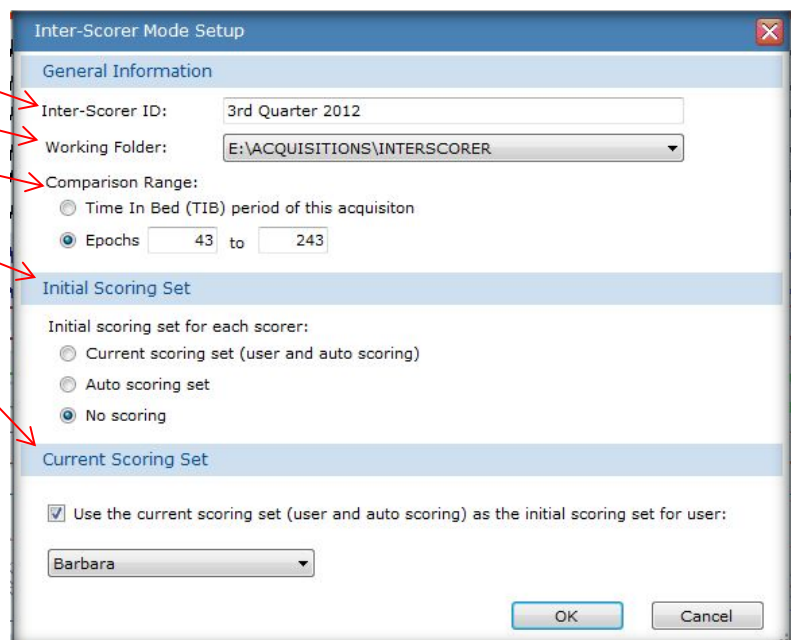 Inter-Scorer Mode Setup
General Information
Inter-Scorer ID: 3rd Quarter 2012
Working Folder: E:\ACQUISITIONS\INTERSCORER
Comparison Range:
Time In Bed (TIB) period of this acquisiton
Epochs 43 to 243
Initial Scoring Set
Initial scoring set for each scorer:
Current scoring set (user and auto scoring)
Auto scoring set
No scoring
Current Scoring Set
Use the current scoring set (user and auto scoring) as the initial scoring set for user:
Barbara
OK Cancel